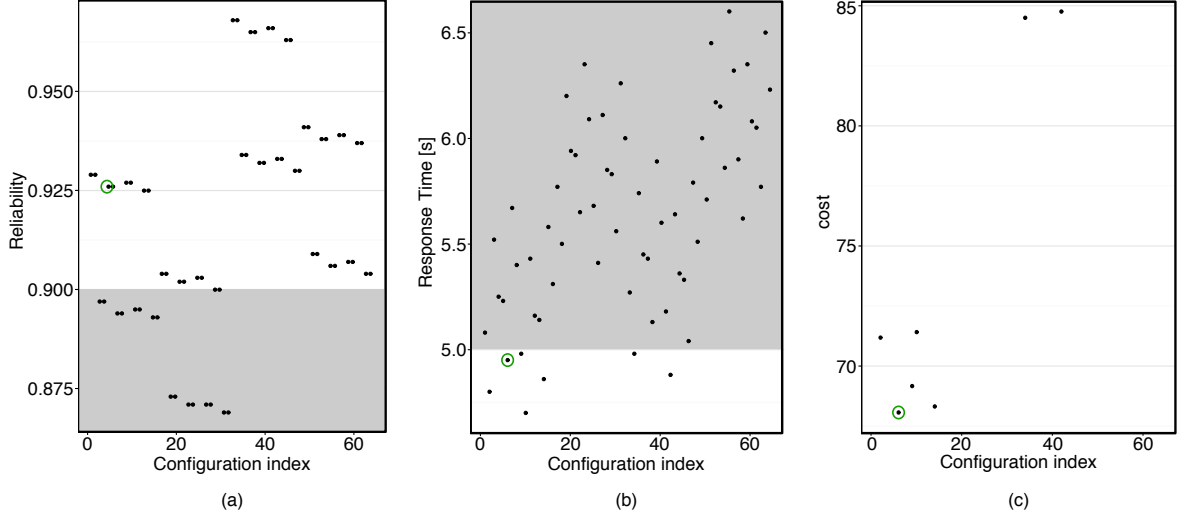 Reliability
0.950
0.925
0.900
0.875
0
20
40
60
Configuration index
(a)
Response Time [s]
6.5
6.0
5.5
5.0
0
20
40
60
Configuration index
(b)
cost
85
80
75
70
0
20
40
60
Configuration index
(c)